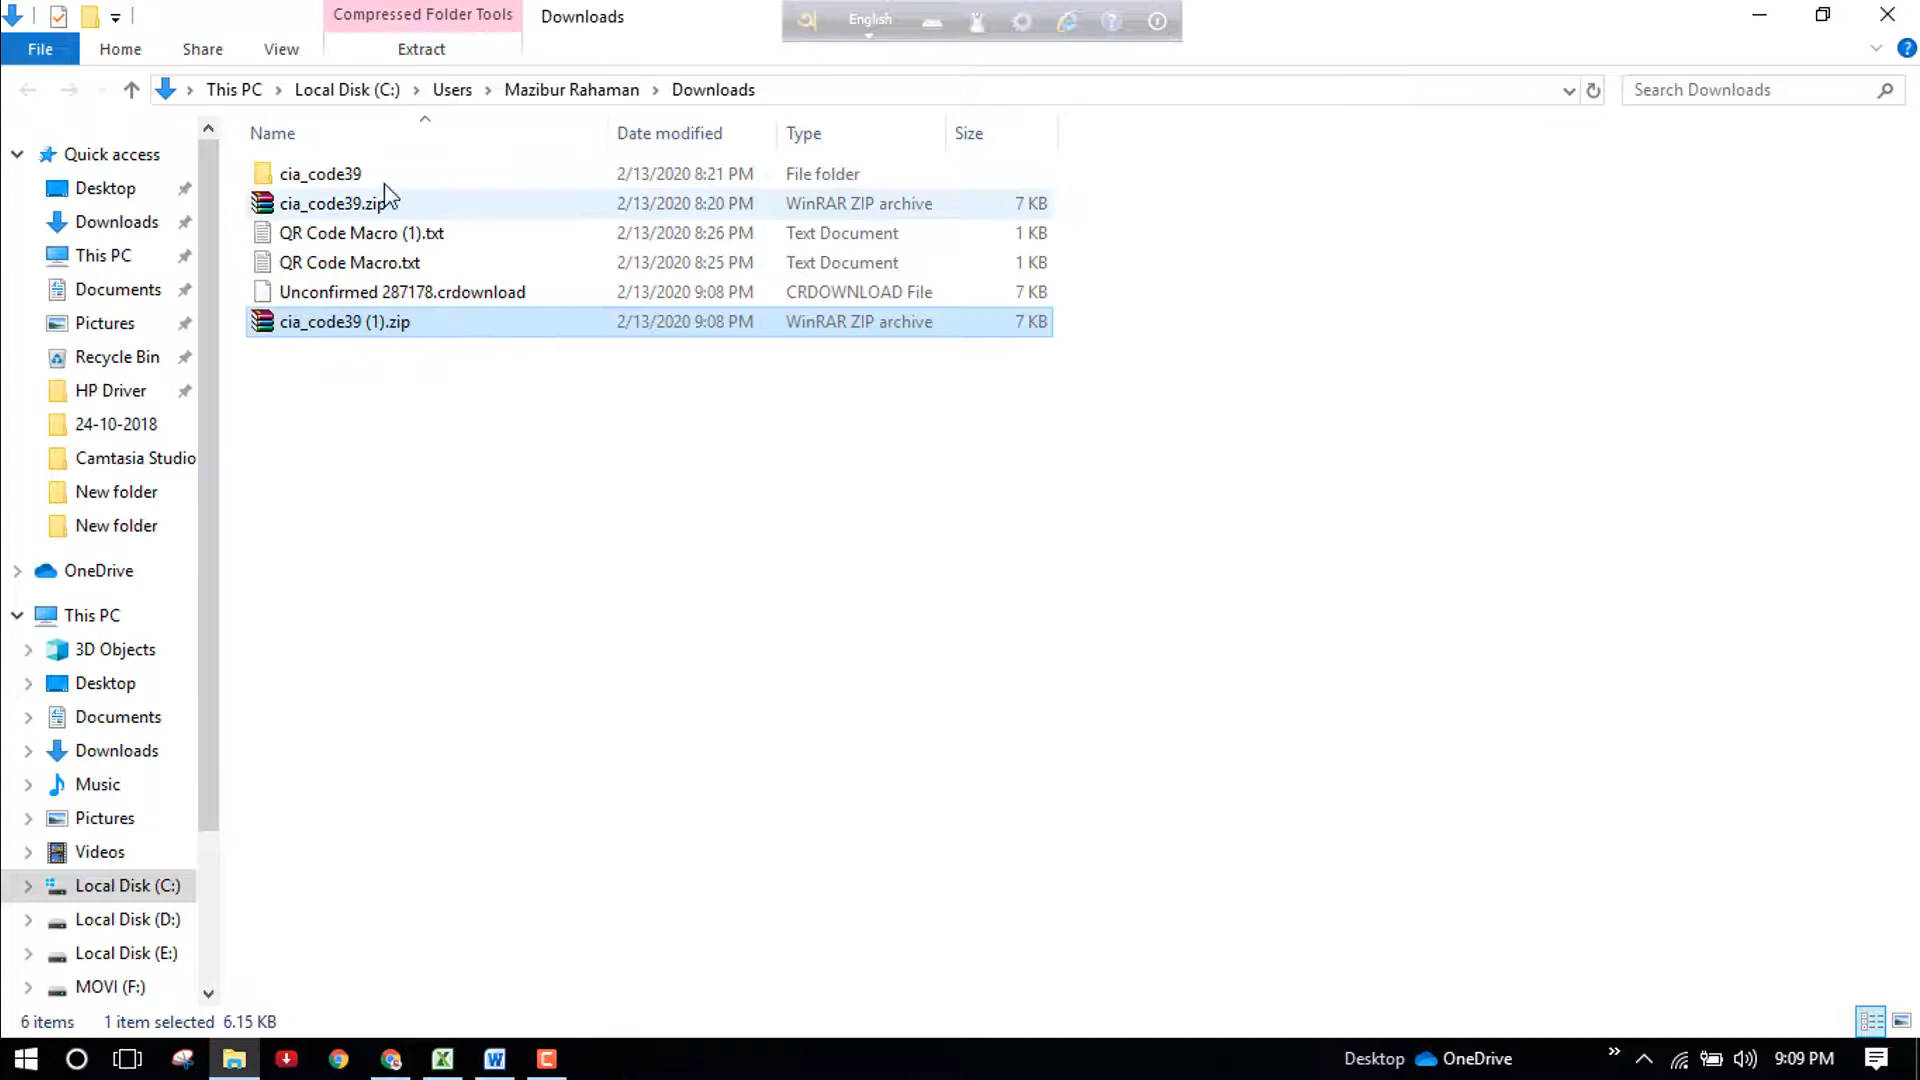 Compressed Folder Tools
Downloads
English
File
Home
Share
View
Extract
This PC
Local Disk (C:)
Users
Mazibur Rahaman
Downloads
Search Downloads
Name
Date modified
Type
Size
cia_code39
2/13/2020 8:21 PM
File folder
cia_code39.zip
2/13/2020 8:20 PM
WinRAR ZIP archive
7 KB
QR Code Macro (1).txt
2/13/2020 8:26 PM
Text Document
1 KB
QR Code Macro.txt
2/13/2020 8:25 PM
Text Document
1 KB
Unconfirmed 287178.crdownload
2/13/2020 9:08 PM
CRDOWNLOAD File
7 KB
cia_code39 (1).zip
2/13/2020 9:08 PM
WinRAR ZIP archive
7 KB
Quick access
Desktop
Downloads
This PC
Documents
Pictures
Recycle Bin
HP Driver
24-10-2018
Camtasia Studio
New folder
New folder
OneDrive
This PC
3D Objects
Desktop
Documents
Downloads
Music
Pictures
Videos
Local Disk (C:)
Local Disk (D:)
Local Disk (E:)
MOVI (F:)
6 items
1 item selected 6.15 KB
Desktop
OneDrive
9:09 PM